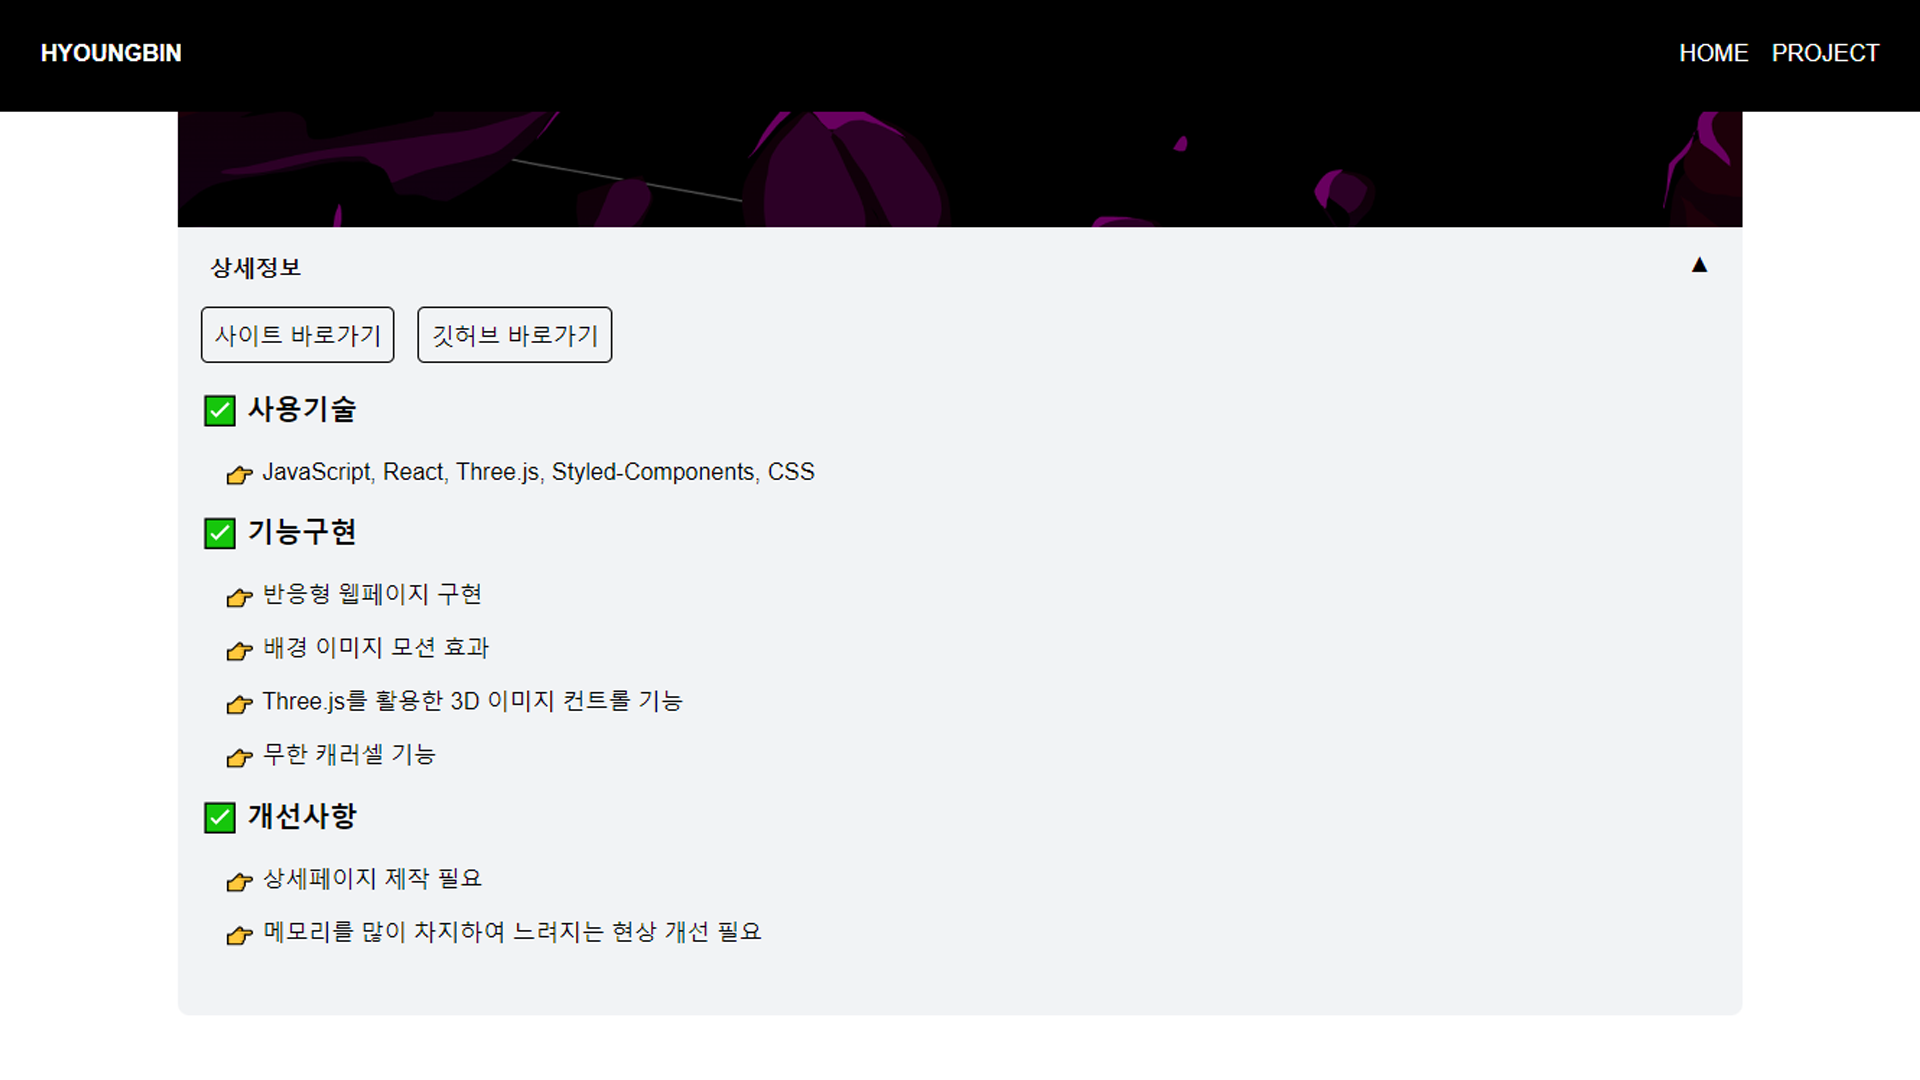 HYOUNGBIN
HOME PROJECT
상세정보 ▲
사이트 바로가기 깃허브 바로가기
✅ 사용기술
👉 JavaScript, React, Three.js, Styled-Components, CSS
✅ 기능구현
👉 반응형 웹페이지 구현
👉 배경 이미지 모션 효과
👉 Three.js를 활용한 3D 이미지 컨트롤 기능
👉 무한 캐러셀 기능
✅ 개선사항
👉 상세페이지 제작 필요
👉 메모리를 많이 차지하여 느려지는 현상 개선 필요